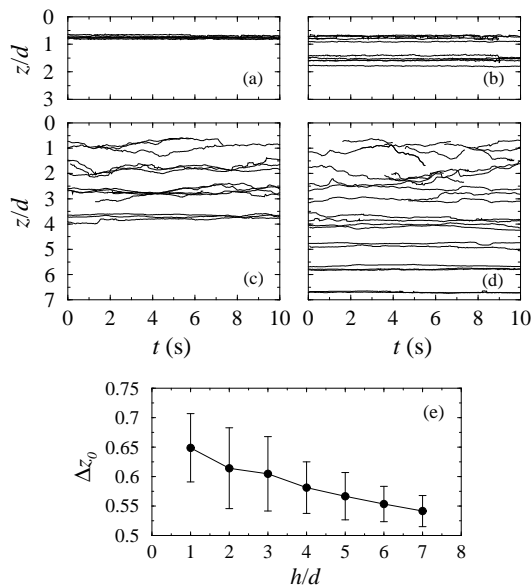 0
1
2
3
z/d
(a)
(b)
0
1
2
3
4
5
6
7
z/d
(c)
(d)
0 2 4 6 8 10
0 2 4 6 8 10
t (s)
t (s)
0.75
0.7
0.65
0.6
0.55
0.5
Δz₀
(e)
0 1 2 3 4 5 6 7 8
h/d